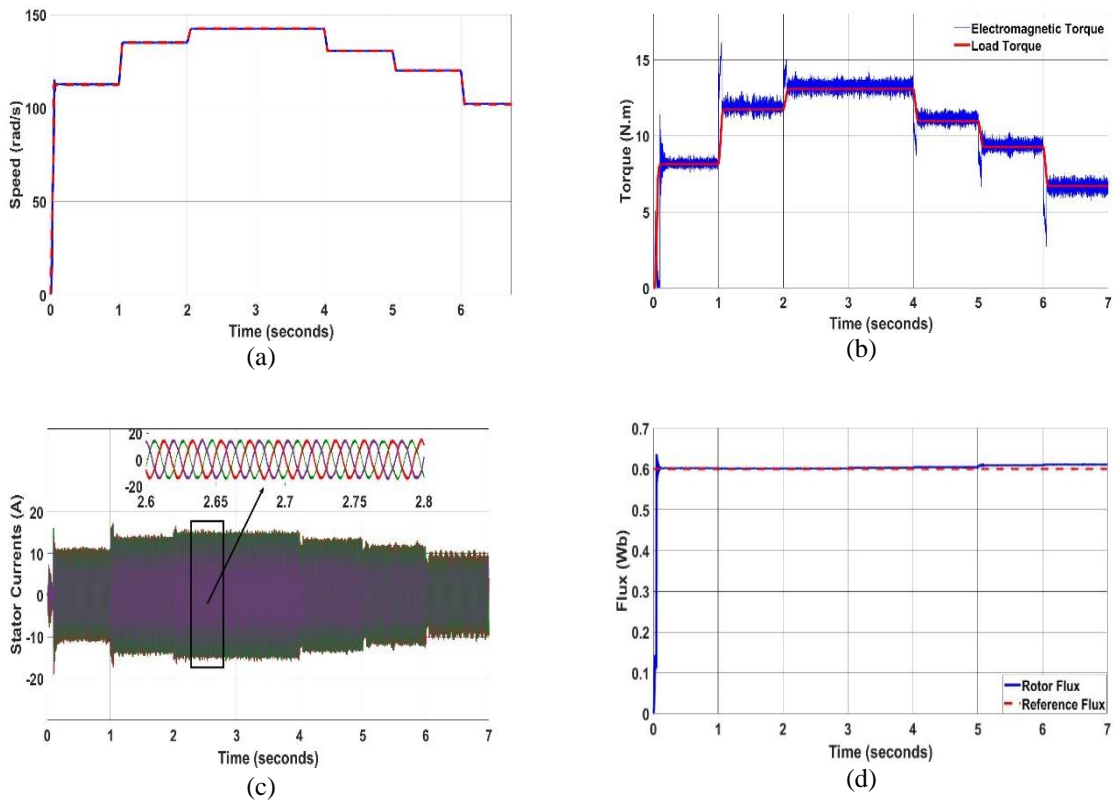 150
100
50
0
Speed (rad/s)
0 1 2 3 4 5 6
Time (seconds)
(a)
Electromagnetic Torque
Load Torque
15
10
5
0
Torque (N.m)
0 1 2 3 4 5 6 7
Time (seconds)
(b)
20
0
-20
2.6 2.65 2.7 2.75 2.8
20
10
0
-10
-20
Stator Currents (A)
0 1 2 3 4 5 6 7
Time (seconds)
(c)
0.7
0.6
0.5
0.4
0.3
0.2
0.1
0
Flux (Wb)
Rotor Flux
Reference Flux
0 1 2 3 4 5 6 7
Time (seconds)
(d)